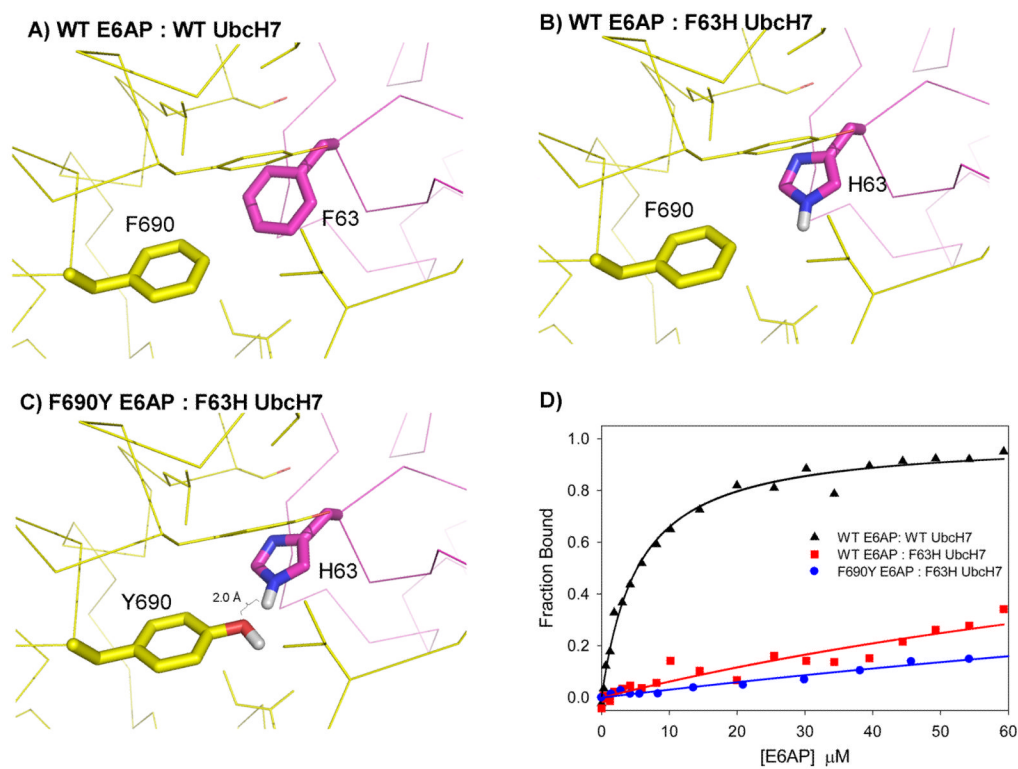 A) WT E6AP : WT UbcH7
F690
F63
B) WT E6AP : F63H UbcH7
F690
H63
C) F690Y E6AP : F63H UbcH7
Y690
2.0 Å
H63
D)
Fraction Bound
1.0
0.8
0.6
0.4
0.2
0.0
WT E6AP: WT UbcH7
WT E6AP : F63H UbcH7
F690Y E6AP : F63H UbcH7
0 10 20 30 40 50 60
[E6AP] μM